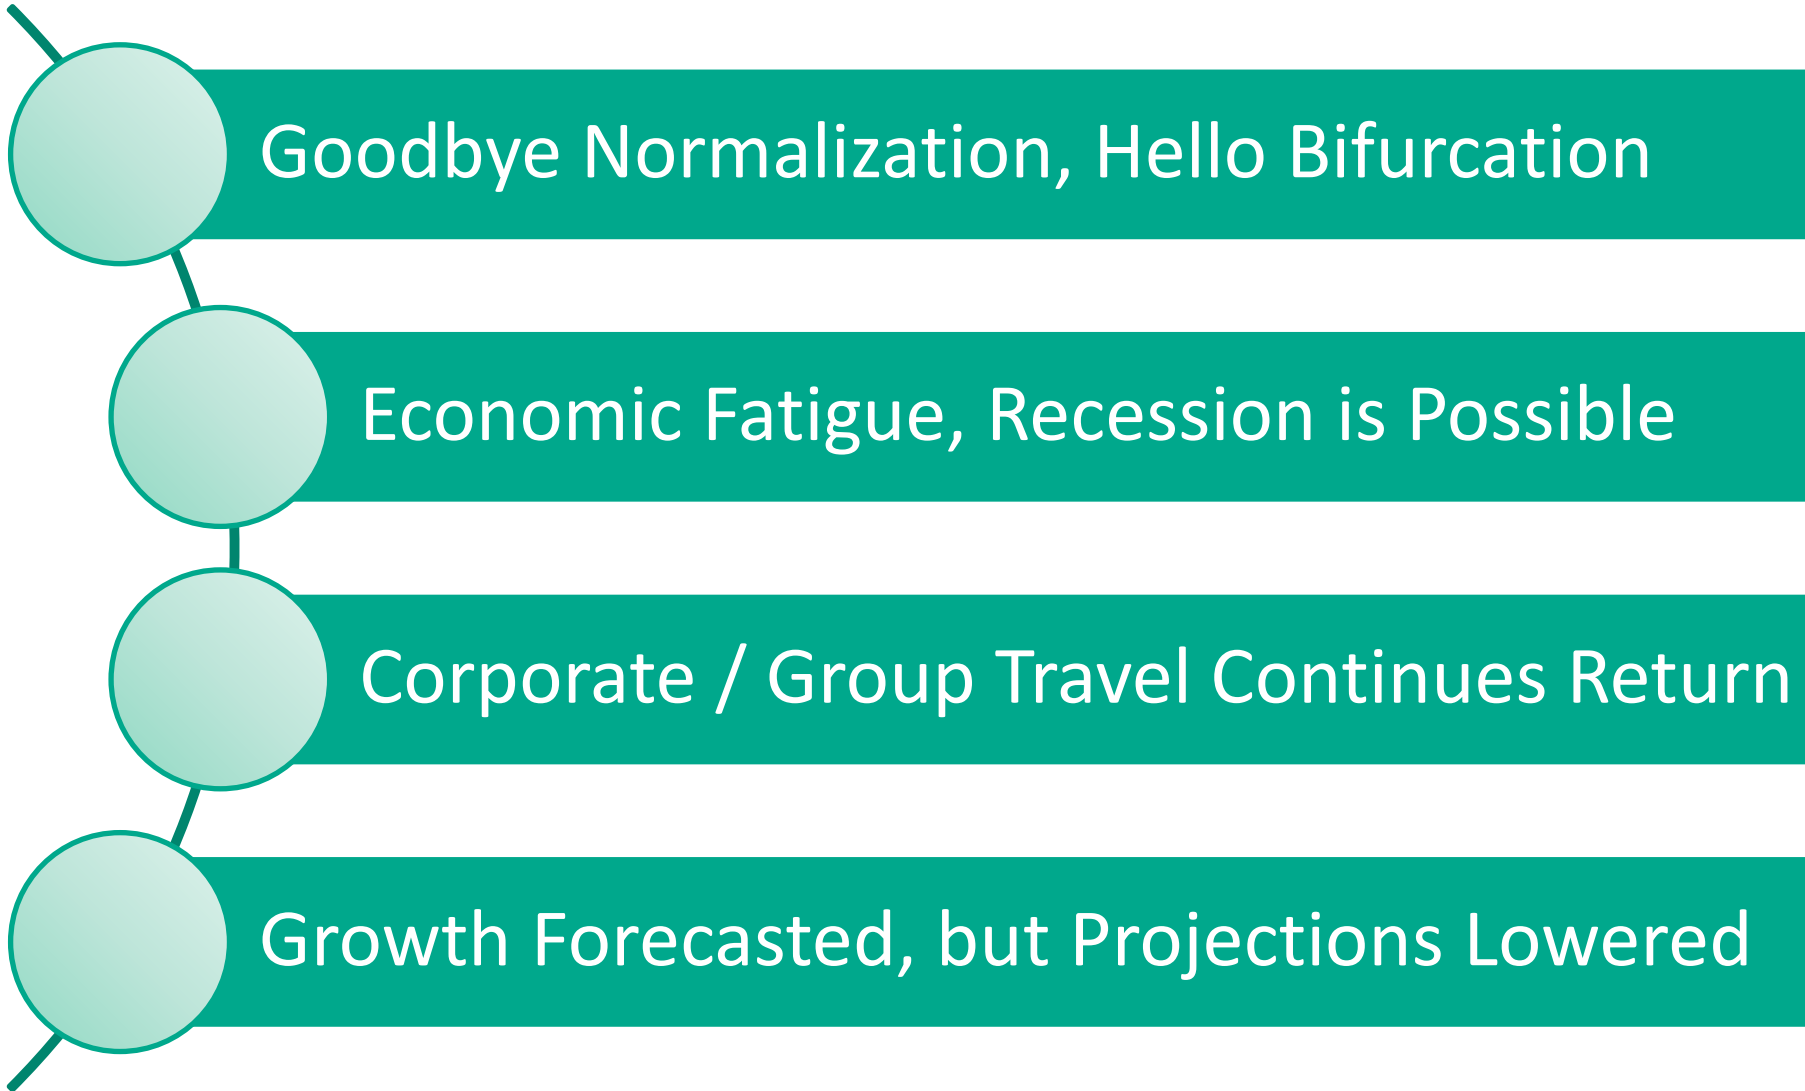 Goodbye Normalization, Hello Bifurcation
Economic Fatigue, Recession is Possible
Corporate / Group Travel Continues Return
Growth Forecasted, but Projections Lowered